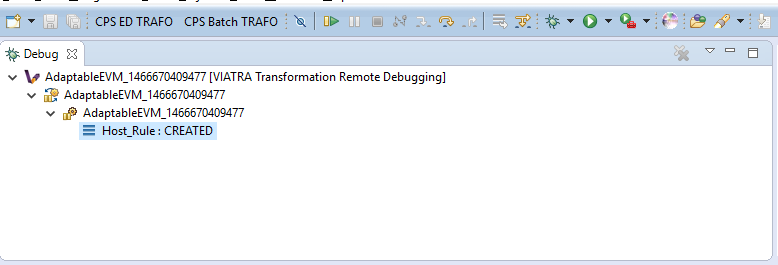 CPS ED TRAFO CPS Batch TRAFO
Debug
AdaptableEVM_1466670409477 [VIATRA Transformation Remote Debugging]
AdaptableEVM_1466670409477
AdaptableEVM_1466670409477
Host_Rule : CREATED